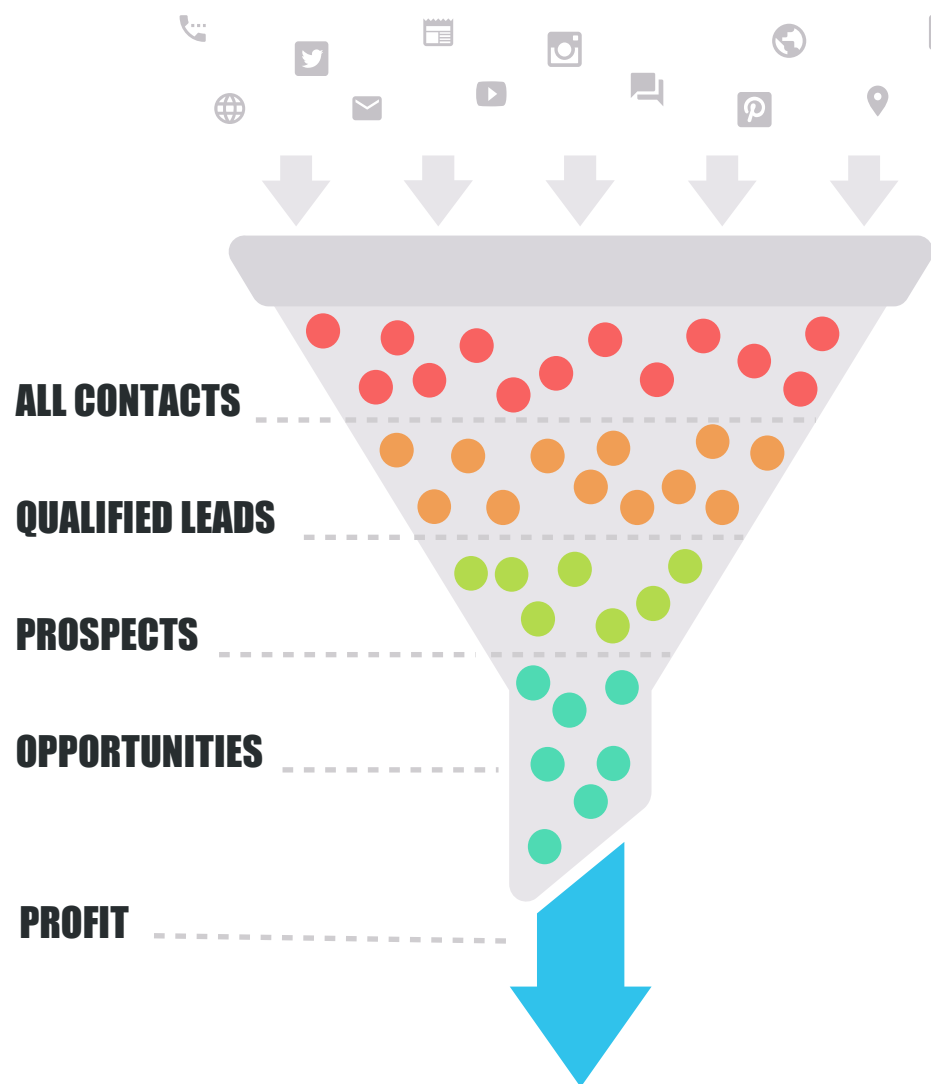 ALL CONTACTS
QUALIFIED LEADS
PROSPECTS
OPPORTUNITIES
PROFIT